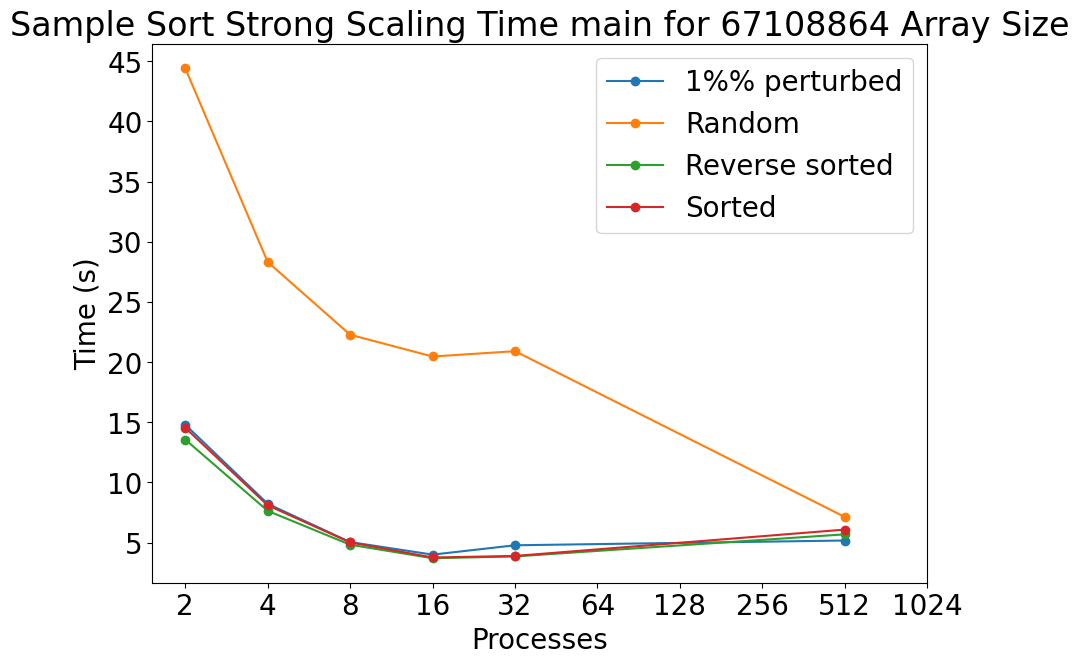 Sample Sort Strong Scaling Time main for 67108864 Array Size
45
40
35
30
25
20
15
10
5
Time (s)
1%% perturbed
Random
Reverse sorted
Sorted
2 4 8 16 32 64 128 256 512 1024
Processes